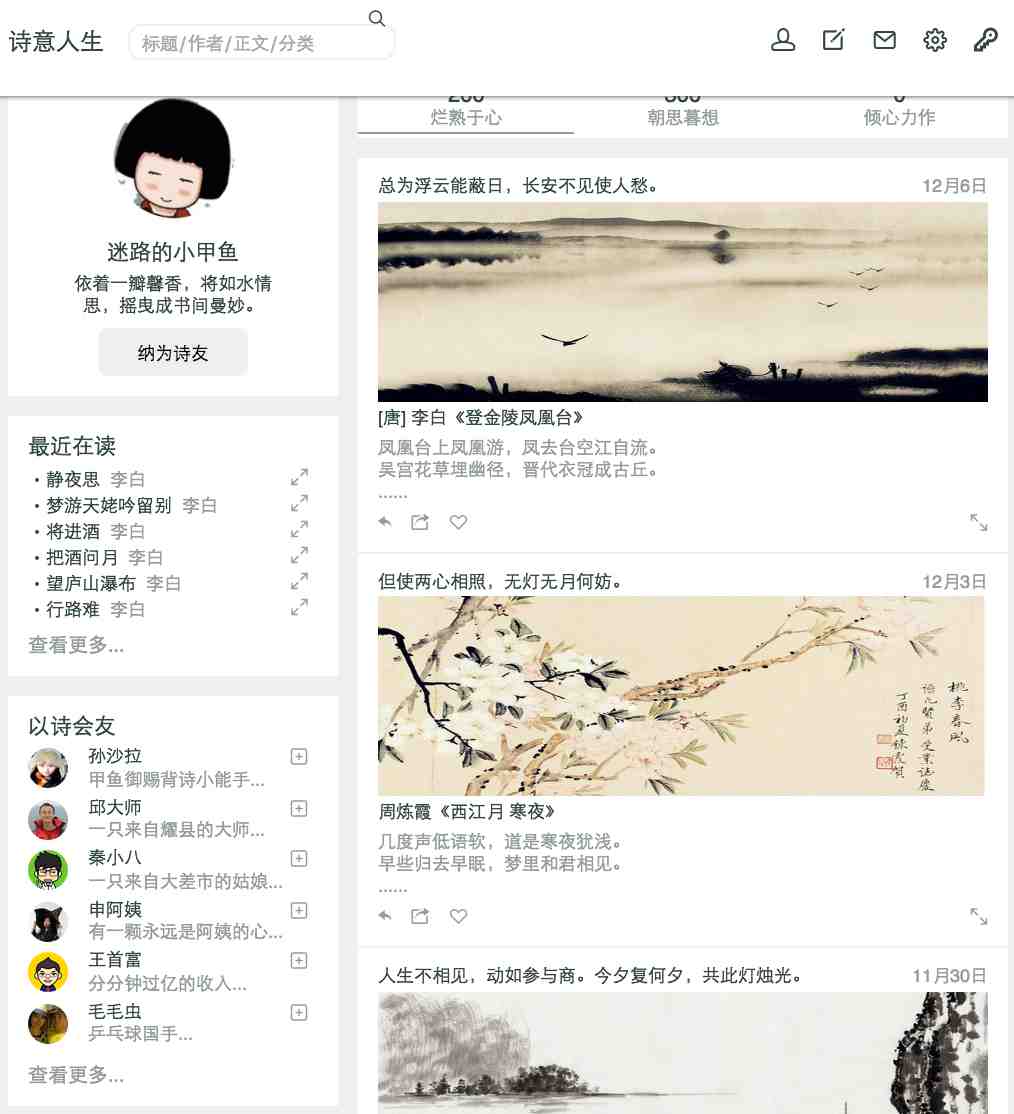 诗意人生
标题/作者/正文/分类
烂熟于心
朝思暮想
倾心力作
迷路的小甲鱼
依着一瓣馨香，将如水情
思，摇曳成书间曼妙。
纳为诗友
最近在读
·静夜思 李白
·梦游天姥吟留别 李白
·将进酒 李白
·把酒问月 李白
·望庐山瀑布 李白
·行路难 李白
查看更多...
以诗会友
孙沙拉
甲鱼御赐背诗小能手...
邱大师
一只来自耀县的大师...
秦小八
一只来自大差市的姑娘...
申阿姨
有一颗永远是阿姨的心...
王首富
分分钟过亿的收入...
毛毛虫
乒乓球国手...
查看更多...
总为浮云能蔽日，长安不见使人愁。 12月6日
[唐] 李白《登金陵凤凰台》
凤凰台上凤凰游，凤去台空江自流。
吴宫花草埋幽径，晋代衣冠成古丘。
......
但使两心相照，无灯无月何妨。 12月3日
桃李春风
周炼霞《西江月 寒夜》
几度声低语软，道是寒夜犹浅。
早些归去早眠，梦里和君相见。
......
人生不相见，动如参与商。今夕复何夕，共此灯烛光。 11月30日